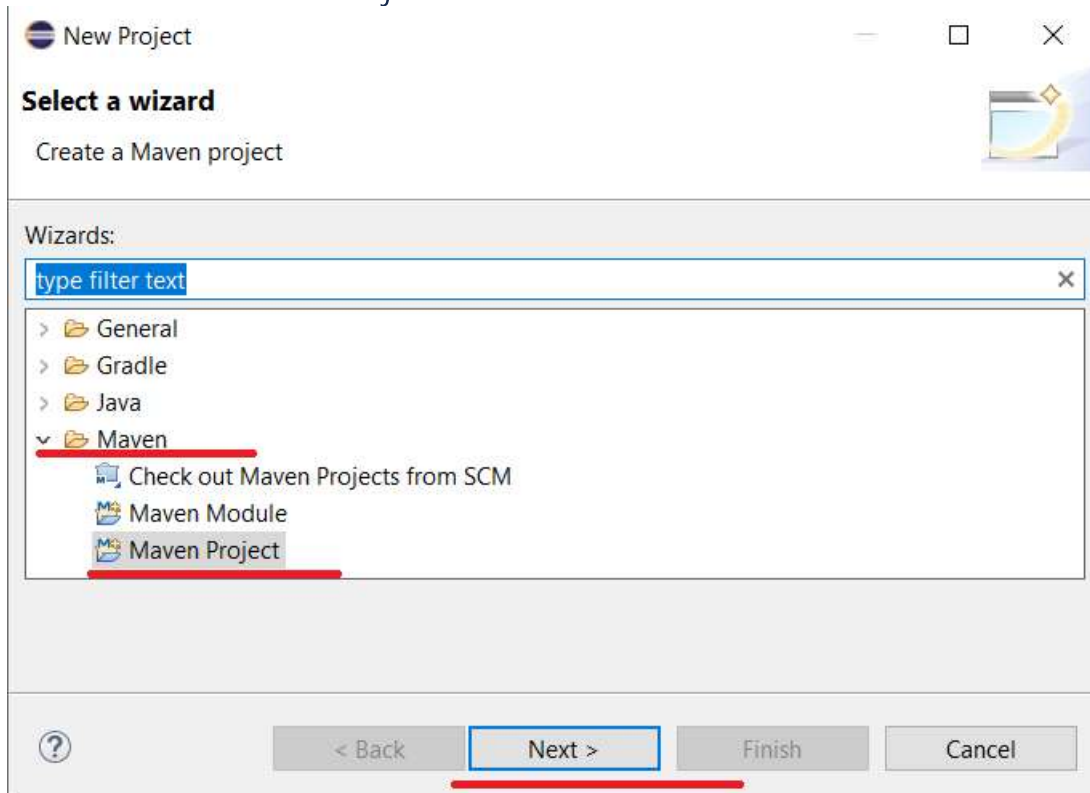 New Project
Select a wizard
Create a Maven project
Wizards:
type filter text
General
Gradle
Java
Maven
Check out Maven Projects from SCM
Maven Module
Maven Project
< Back Next > Finish Cancel